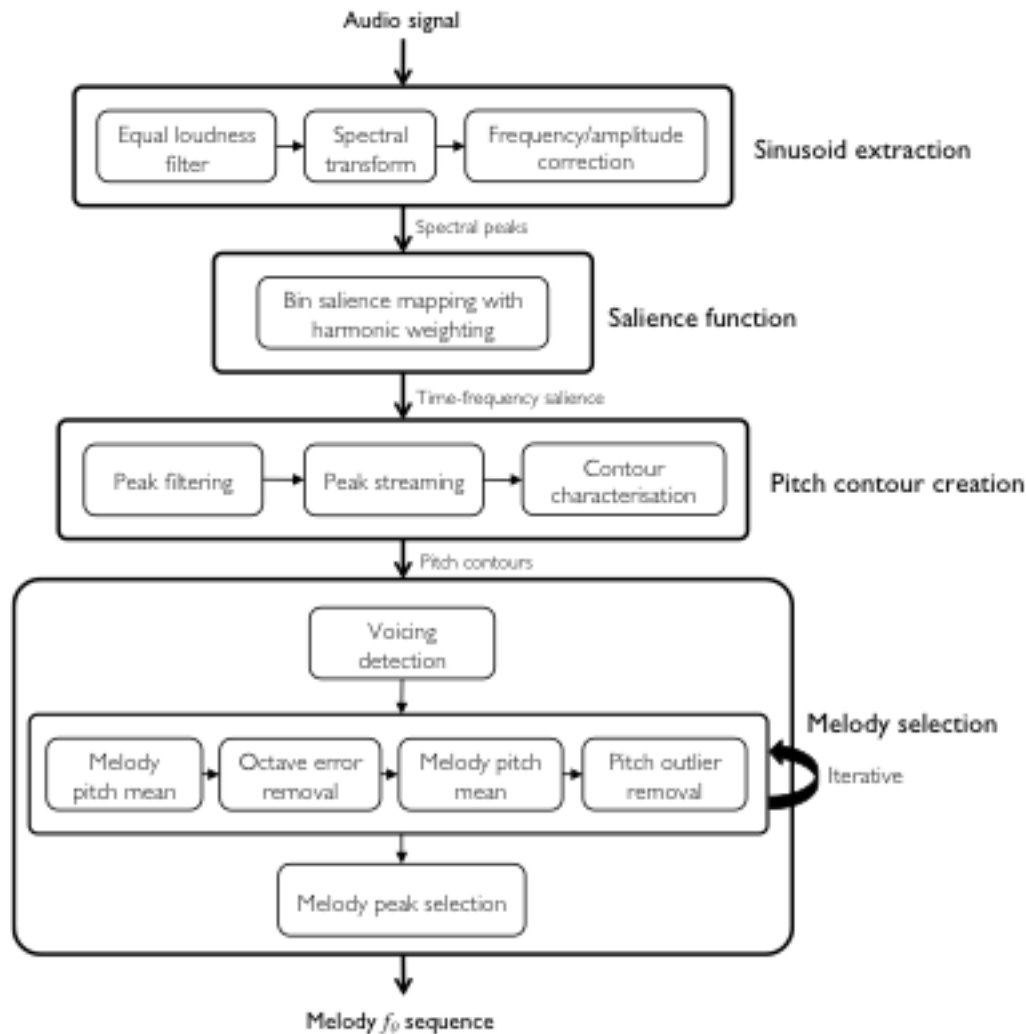 Audio signal
Equal loudness
filter
Spectral
transform
Frequency/amplitude
correction
Sinusoid extraction
Spectral peaks
Bin salience mapping with
harmonic weighting
Salience function
Time-frequency salience
Peak filtering
Peak streaming
Contour
characterisation
Pitch contour creation
Pitch contours
Voicing
detection
Melody selection
Melody
pitch mean
Octave error
removal
Melody pitch
mean
Pitch outlier
removal
Iterative
Melody peak selection
Melody f₀ sequence